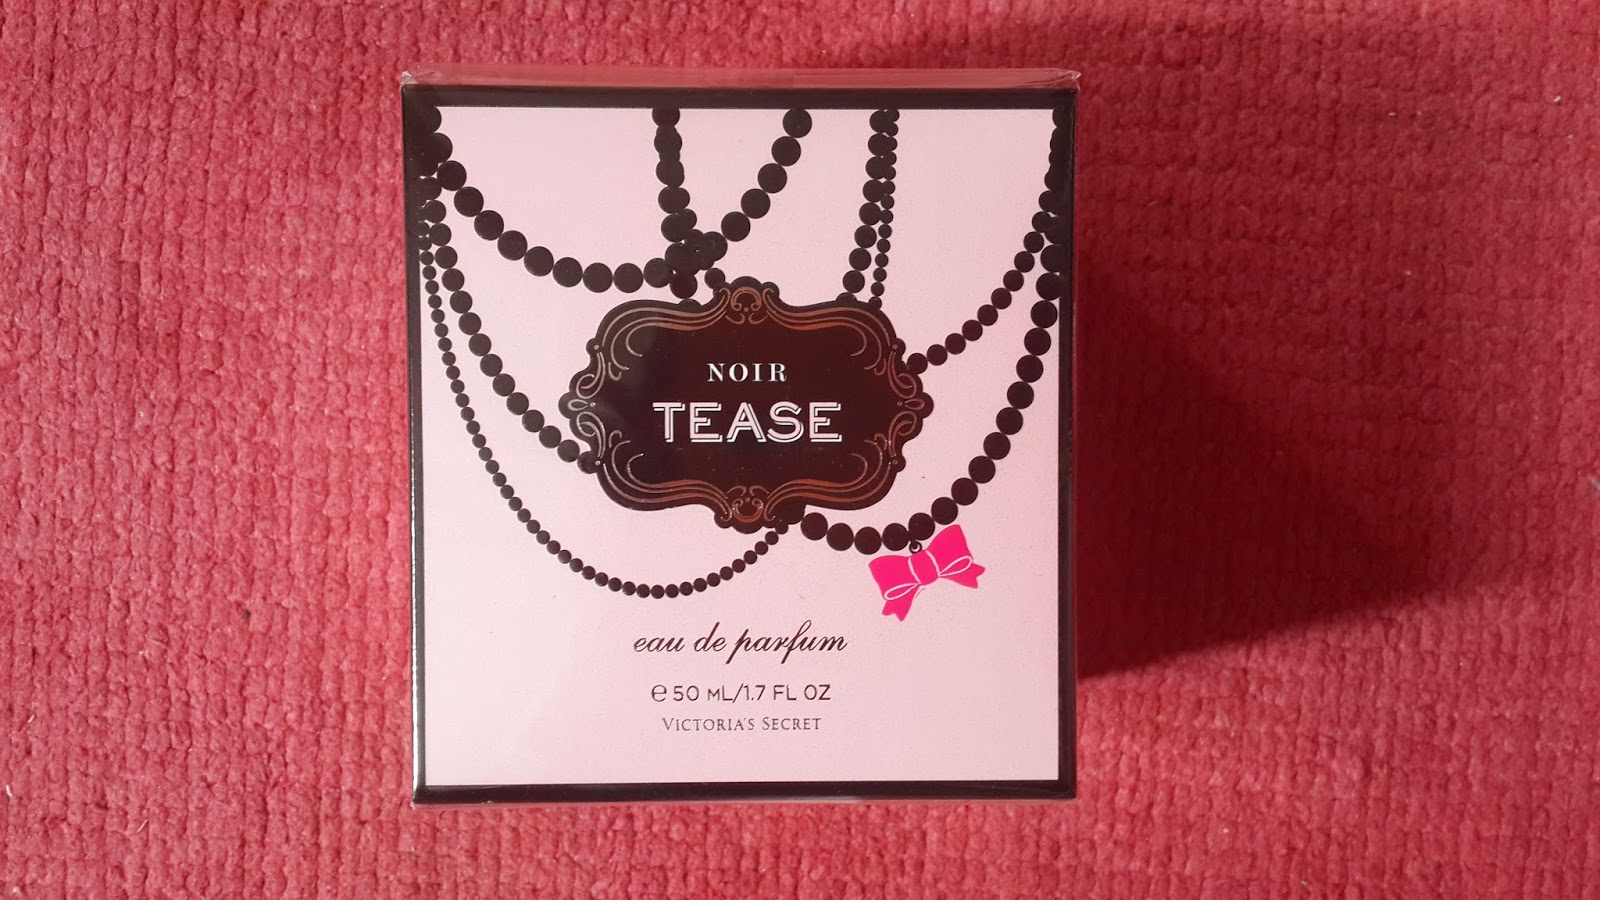 NOIR
TEASE
eau de parfum
℮50 ML/1.7 FL OZ
VICTORIA'S SECRET